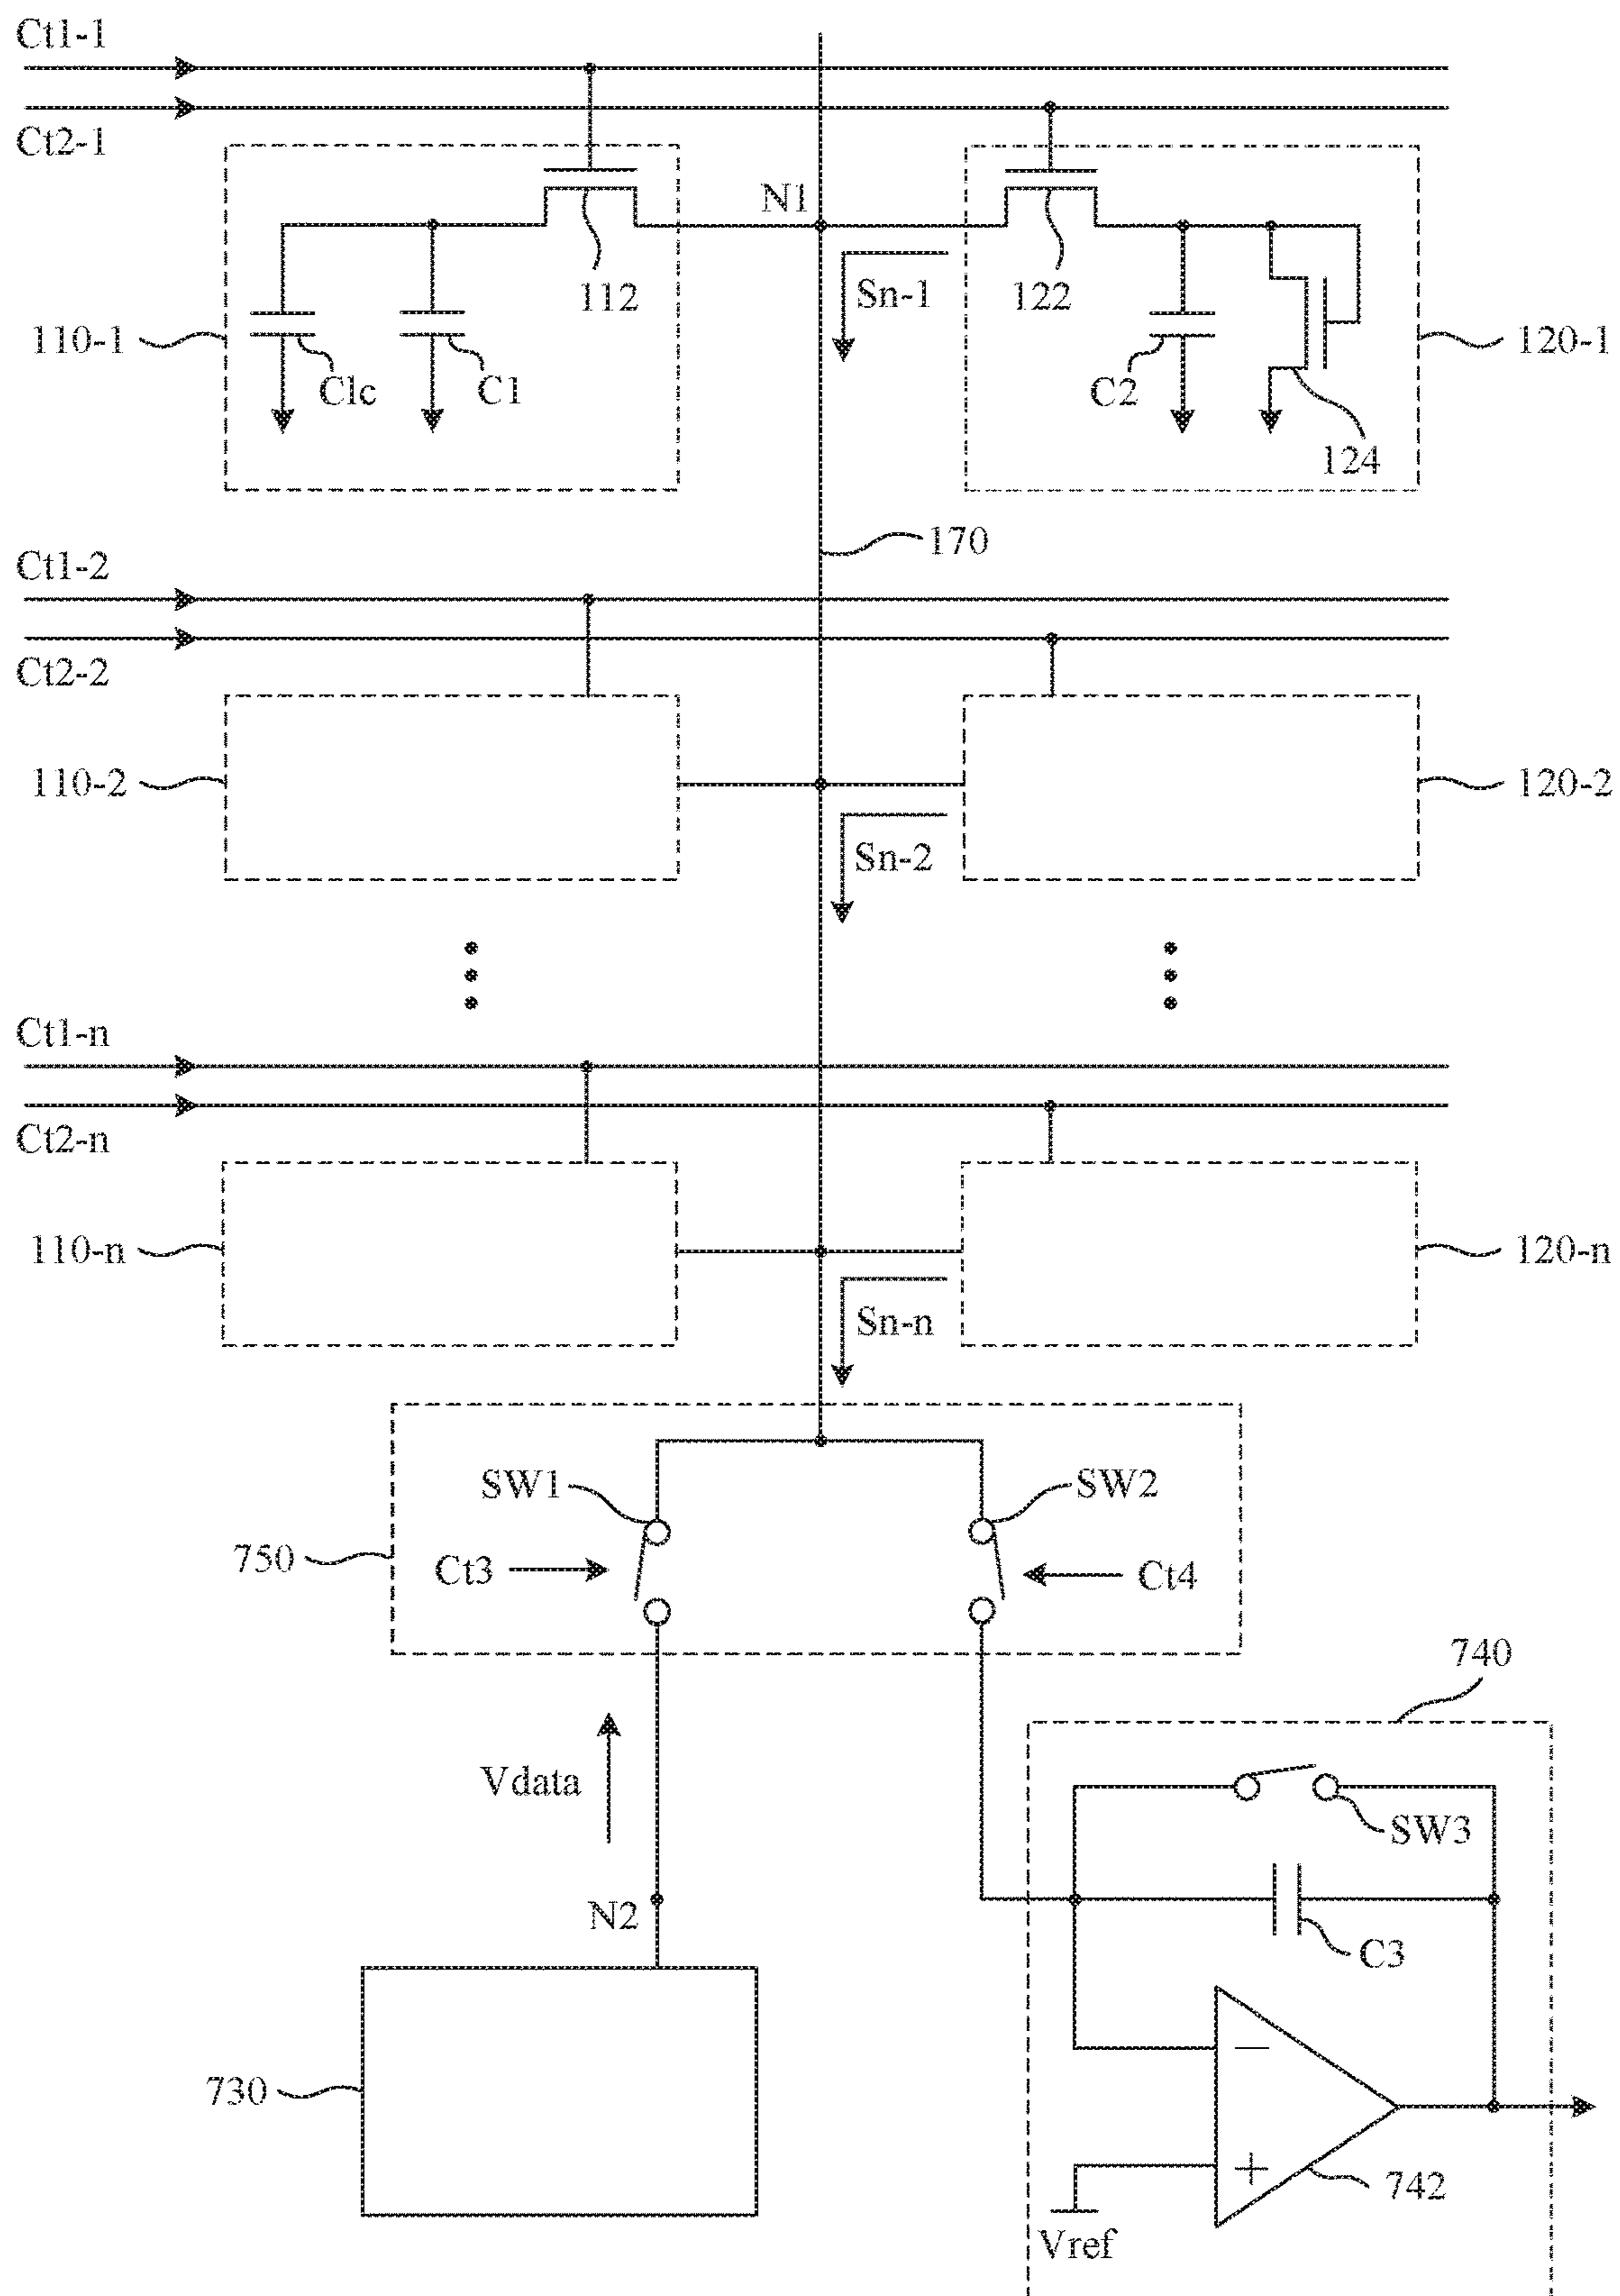 Ct1-1
Ct2-1
N1
112
Sn-1
122
110-1
Clc
C1
C2
120-1
124
170
Ct1-2
Ct2-2
110-2
120-2
Sn-2
Ct1-n
Ct2-n
110-n
120-n
Sn-n
SW1
SW2
750
Ct3
Ct4
740
Vdata
SW3
N2
C3
730
−
+
742
Vref